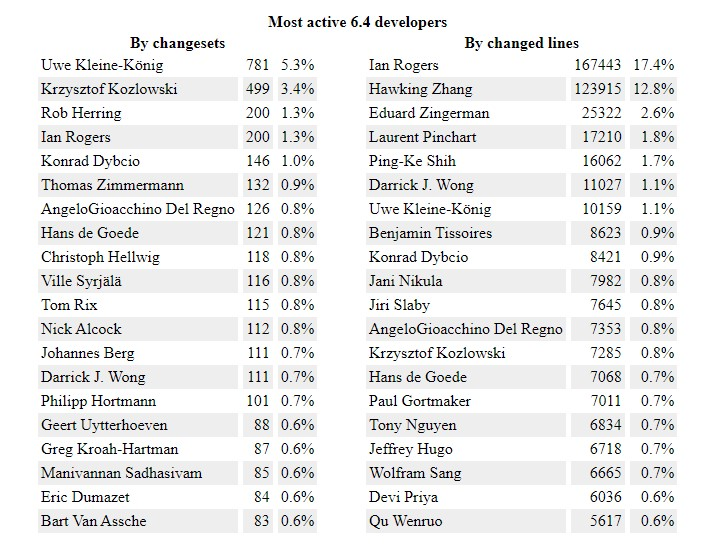 Most active 6.4 developers
By changesets By changed lines
Uwe Kleine-König 781 5.3% Ian Rogers 167443 17.4%
Krzysztof Kozlowski 499 3.4% Hawking Zhang 123915 12.8%
Rob Herring 200 1.3% Eduard Zingerman 25322 2.6%
Ian Rogers 200 1.3% Laurent Pinchart 17210 1.8%
Konrad Dybcio 146 1.0% Ping-Ke Shih 16062 1.7%
Thomas Zimmermann 132 0.9% Darrick J. Wong 11027 1.1%
AngeloGioacchino Del Regno 126 0.8% Uwe Kleine-König 10159 1.1%
Hans de Goede 121 0.8% Benjamin Tissoires 8623 0.9%
Christoph Hellwig 118 0.8% Konrad Dybcio 8421 0.9%
Ville Syrjälä 116 0.8% Jani Nikula 7982 0.8%
Tom Rix 115 0.8% Jiri Slaby 7645 0.8%
Nick Alcock 112 0.8% AngeloGioacchino Del Regno 7353 0.8%
Johannes Berg 111 0.7% Krzysztof Kozlowski 7285 0.8%
Darrick J. Wong 111 0.7% Hans de Goede 7068 0.7%
Philipp Hortmann 101 0.7% Paul Gortmaker 7011 0.7%
Geert Uytterhoeven 88 0.6% Tony Nguyen 6834 0.7%
Greg Kroah-Hartman 87 0.6% Jeffrey Hugo 6718 0.7%
Manivannan Sadhasivam 85 0.6% Wolfram Sang 6665 0.7%
Eric Dumazet 84 0.6% Devi Priya 6036 0.6%
Bart Van Assche 83 0.6% Qu Wenruo 5617 0.6%